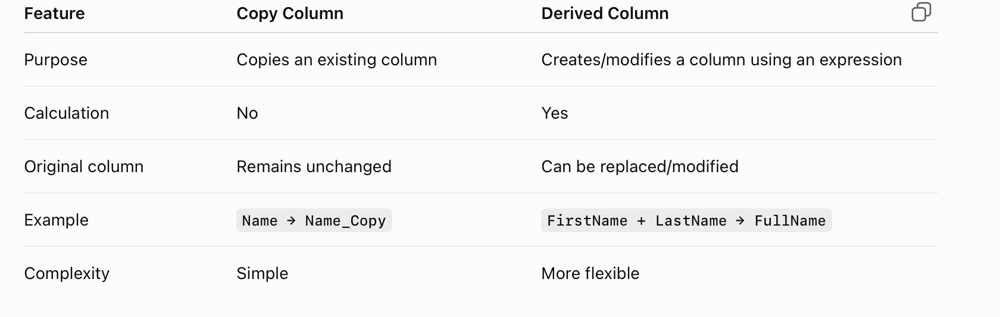 Feature Copy Column Derived Column
Purpose Copies an existing column Creates/modifies a column using an expression
Calculation No Yes
Original column Remains unchanged Can be replaced/modified
Example Name → Name_Copy FirstName + LastName → FullName
Complexity Simple More flexible